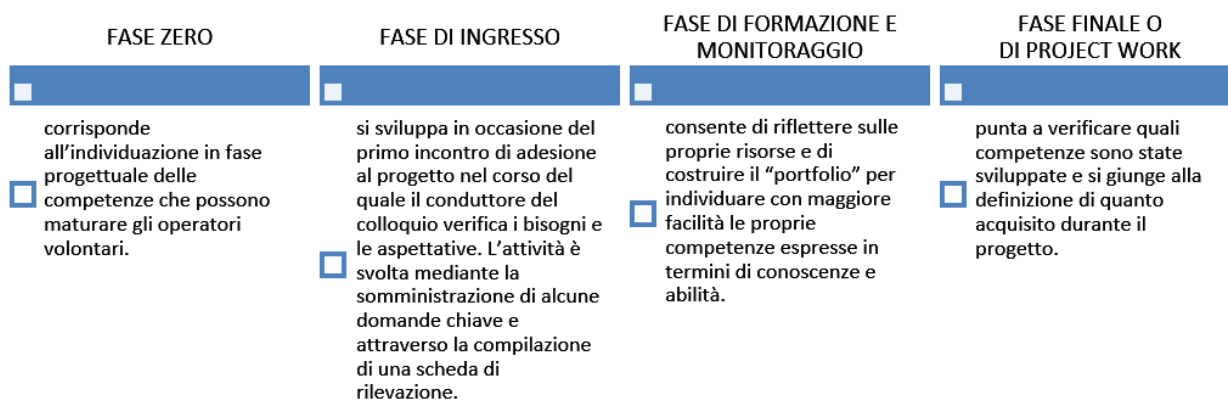 FASE ZERO
corrisponde
all’individuazione in fase
progettuale delle
competenze che possono
maturare gli operatori
volontari.
FASE DI INGRESSO
si sviluppa in occasione del
primo incontro di adesione
al progetto nel corso del
quale il conduttore del
colloquio verifica i bisogni e
le aspettative. L’attività è
svolta mediante la
somministrazione di alcune
domande chiave e
attraverso la compilazione
di una scheda di
rilevazione.
FASE DI FORMAZIONE E
MONITORAGGIO
consente di riflettere sulle
proprie risorse e di
costruire il “portfolio” per
individuare con maggiore
facilità le proprie
competenze espresse in
termini di conoscenze e
abilità.
FASE FINALE O
DI PROJECT WORK
punta a verificare quali
competenze sono state
sviluppate e si giunge alla
definizione di quanto
acquisito durante il
progetto.